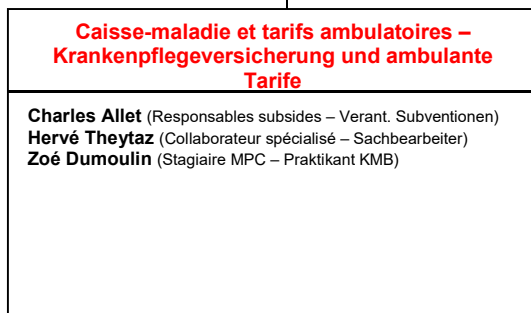 Caisse-maladie et tarifs ambulatoires –
Krankenpflegeversicherung und ambulante
Tarife
Charles Allet (Responsables subsides – Verant. Subventionen)
Hervé Theytaz (Collaborateur spécialisé – Sachbearbeiter)
Zoé Dumoulin (Stagiaire MPC – Praktikant KMB)